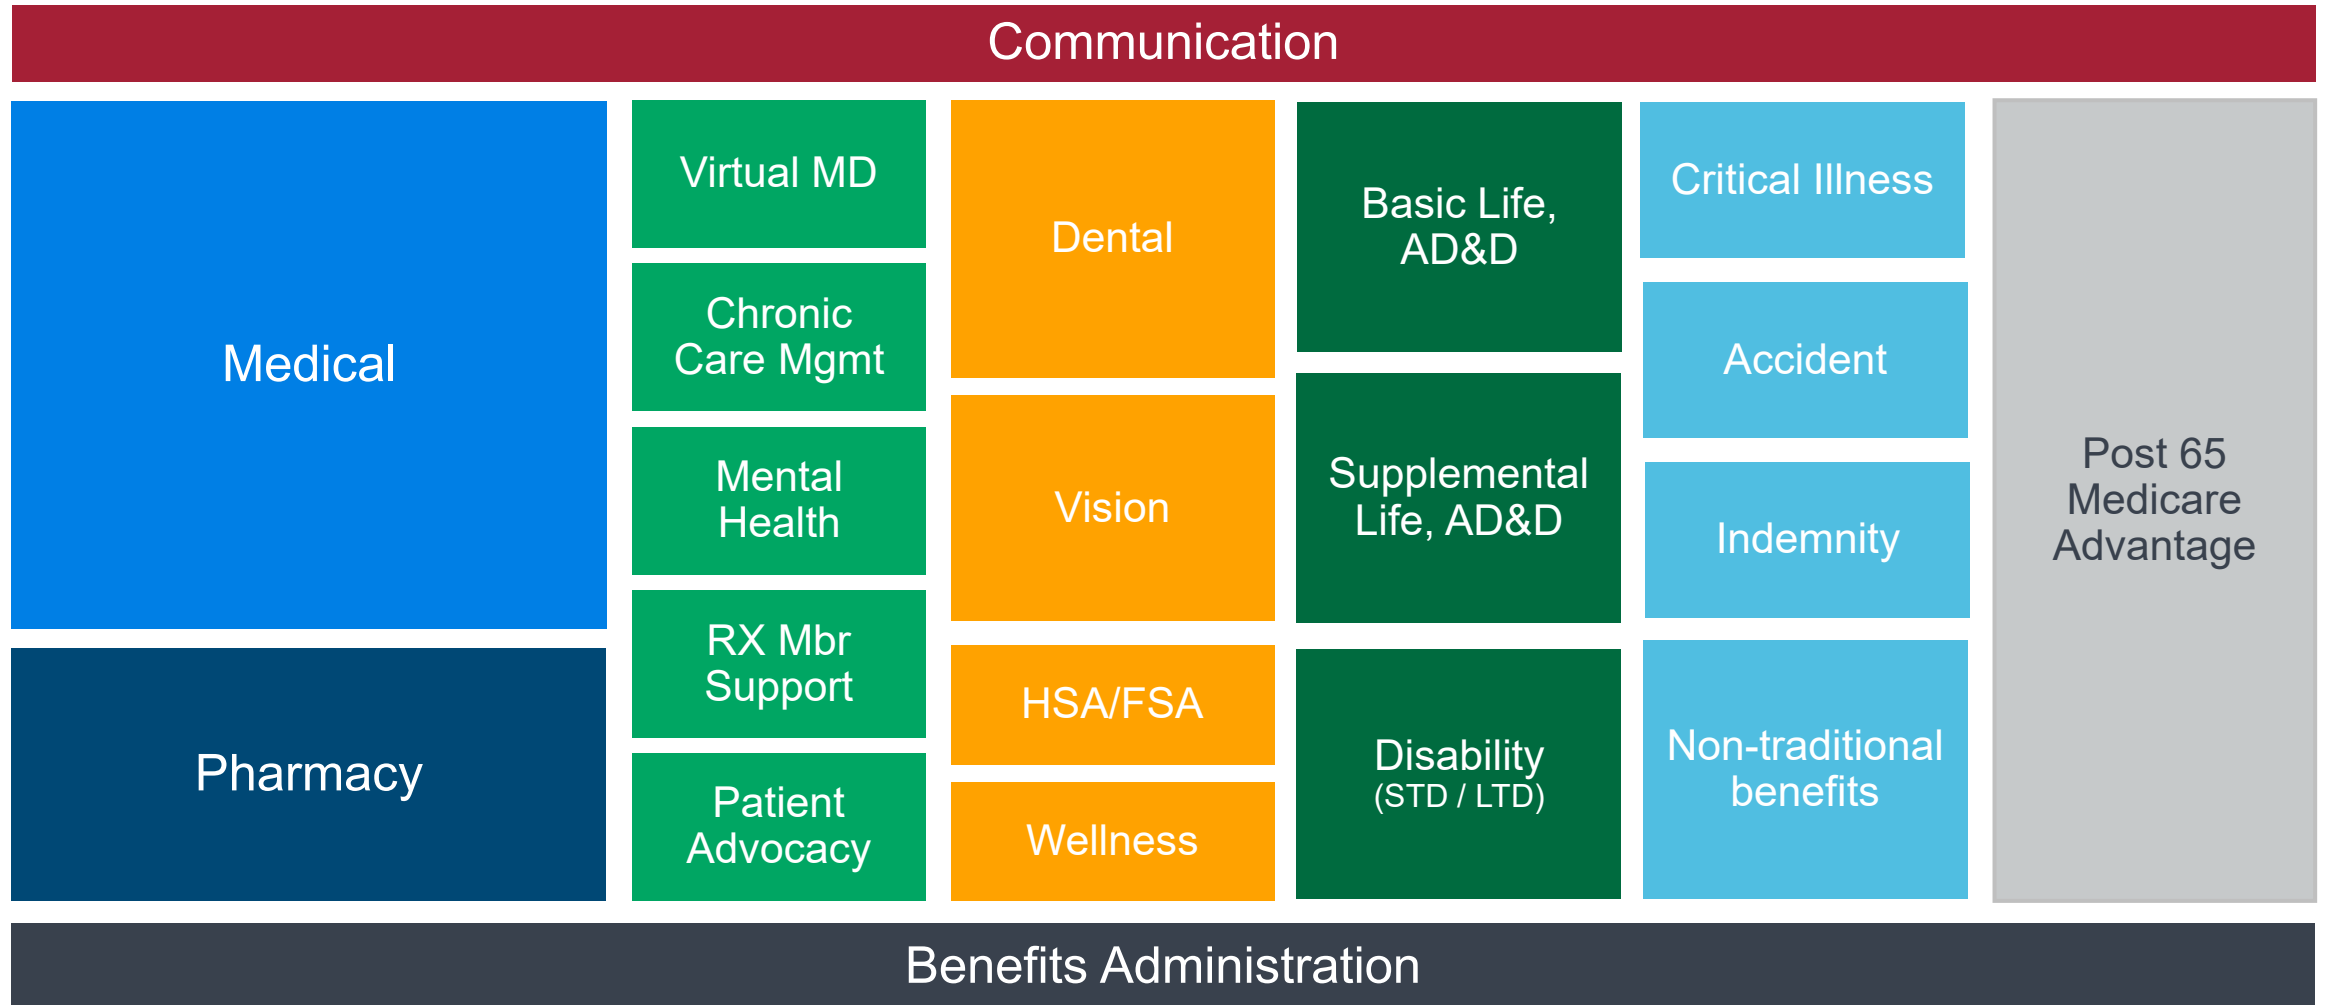 Communication
Medical
Pharmacy
Virtual MD
Chronic
Care Mgmt
Mental
Health
RX Mbr
Support
Patient
Advocacy
Dental
Vision
HSA/FSA
Wellness
Basic Life,
AD&D
Supplemental
Life, AD&D
Disability
(STD / LTD)
Critical Illness
Accident
Indemnity
Non-traditional
benefits
Post 65
Medicare
Advantage
Benefits Administration